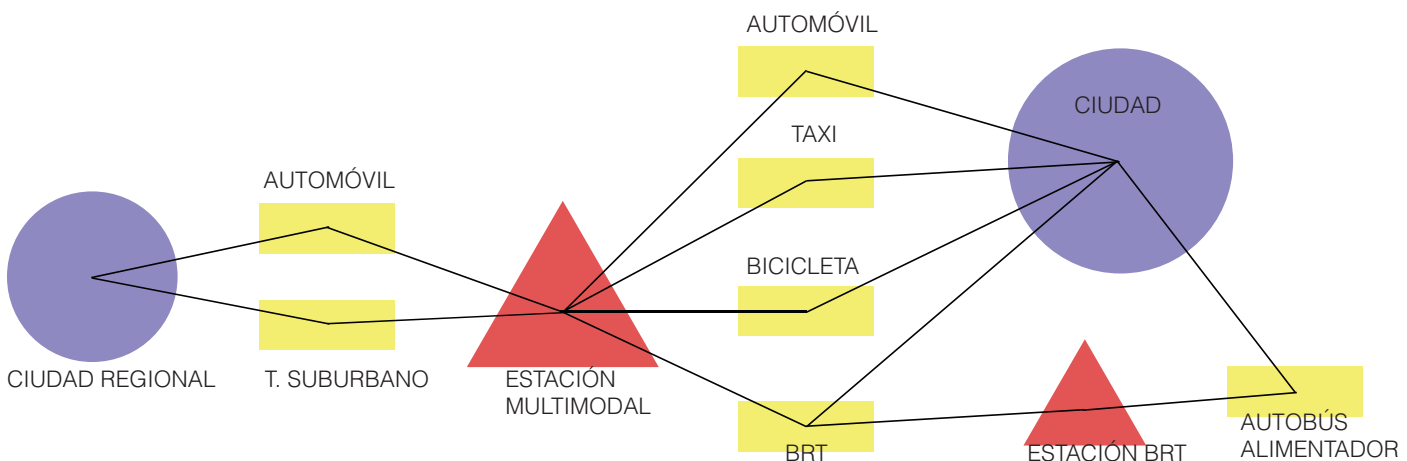 AUTOMÓVIL
CIUDAD
TAXI
AUTOMÓVIL
BICICLETA
CIUDAD REGIONAL
T. SUBURBANO
ESTACIÓN
MULTIMODAL
BRT
ESTACIÓN BRT
AUTOBÚS
ALIMENTADOR